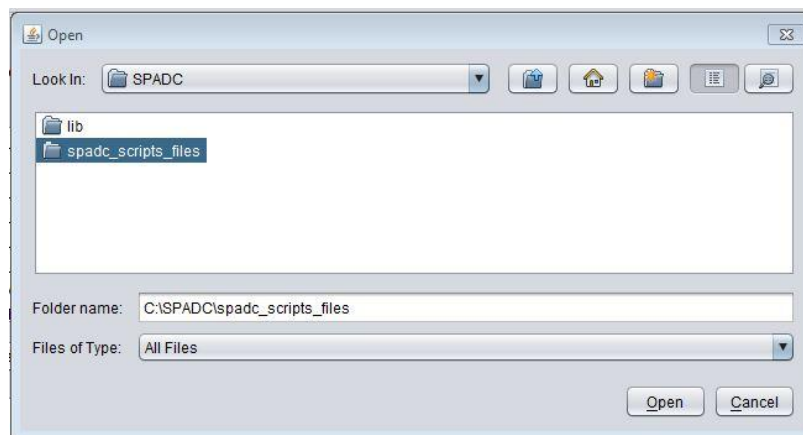 Open
Look In: SPADC
lib
spadc_scripts_files
Folder name: C:\SPADC\spadc_scripts_files
Files of Type: All Files
Open Cancel